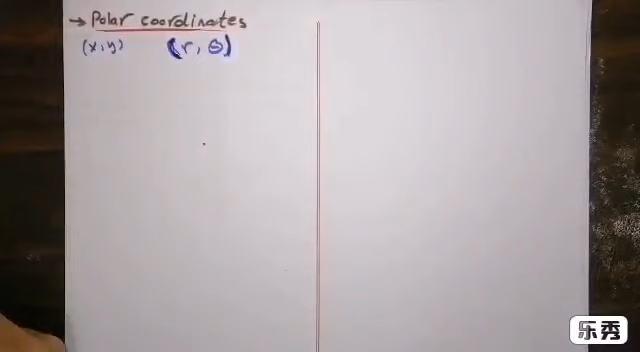 → Polar coordinates
(x,y) (r, θ)
乐秀